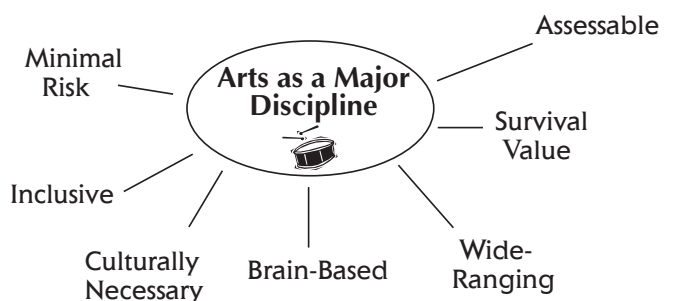 Assessable
Minimal
Risk
Arts as a Major
Discipline
Survival
Value
Inclusive
Culturally
Necessary
Brain-Based
Wide-
Ranging